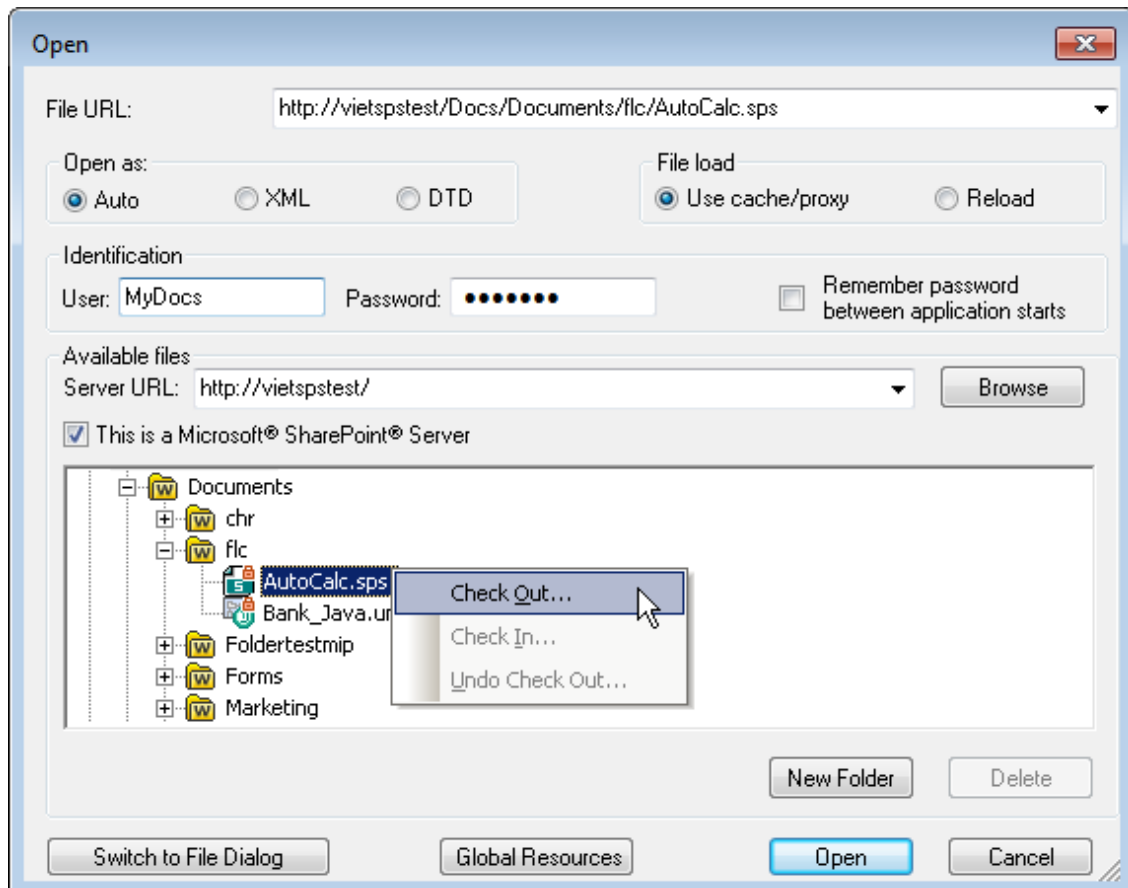 Open
File URL: http://vietspstest/Docs/Documents/flc/AutoCalc.sps
Open as:
Auto XML DTD
File load
Use cache/proxy Reload
Identification
User: MyDocs Password: •••••••
Remember password
between application starts
Available files
Server URL: http://vietspstest/ Browse
This is a Microsoft® SharePoint® Server
Documents
chr
flc
AutoCalc.sps
Bank_Java.um
Foldertestmip
Forms
Marketing
Check Out...
Check In...
Undo Check Out...
New Folder Delete
Switch to File Dialog Global Resources Open Cancel